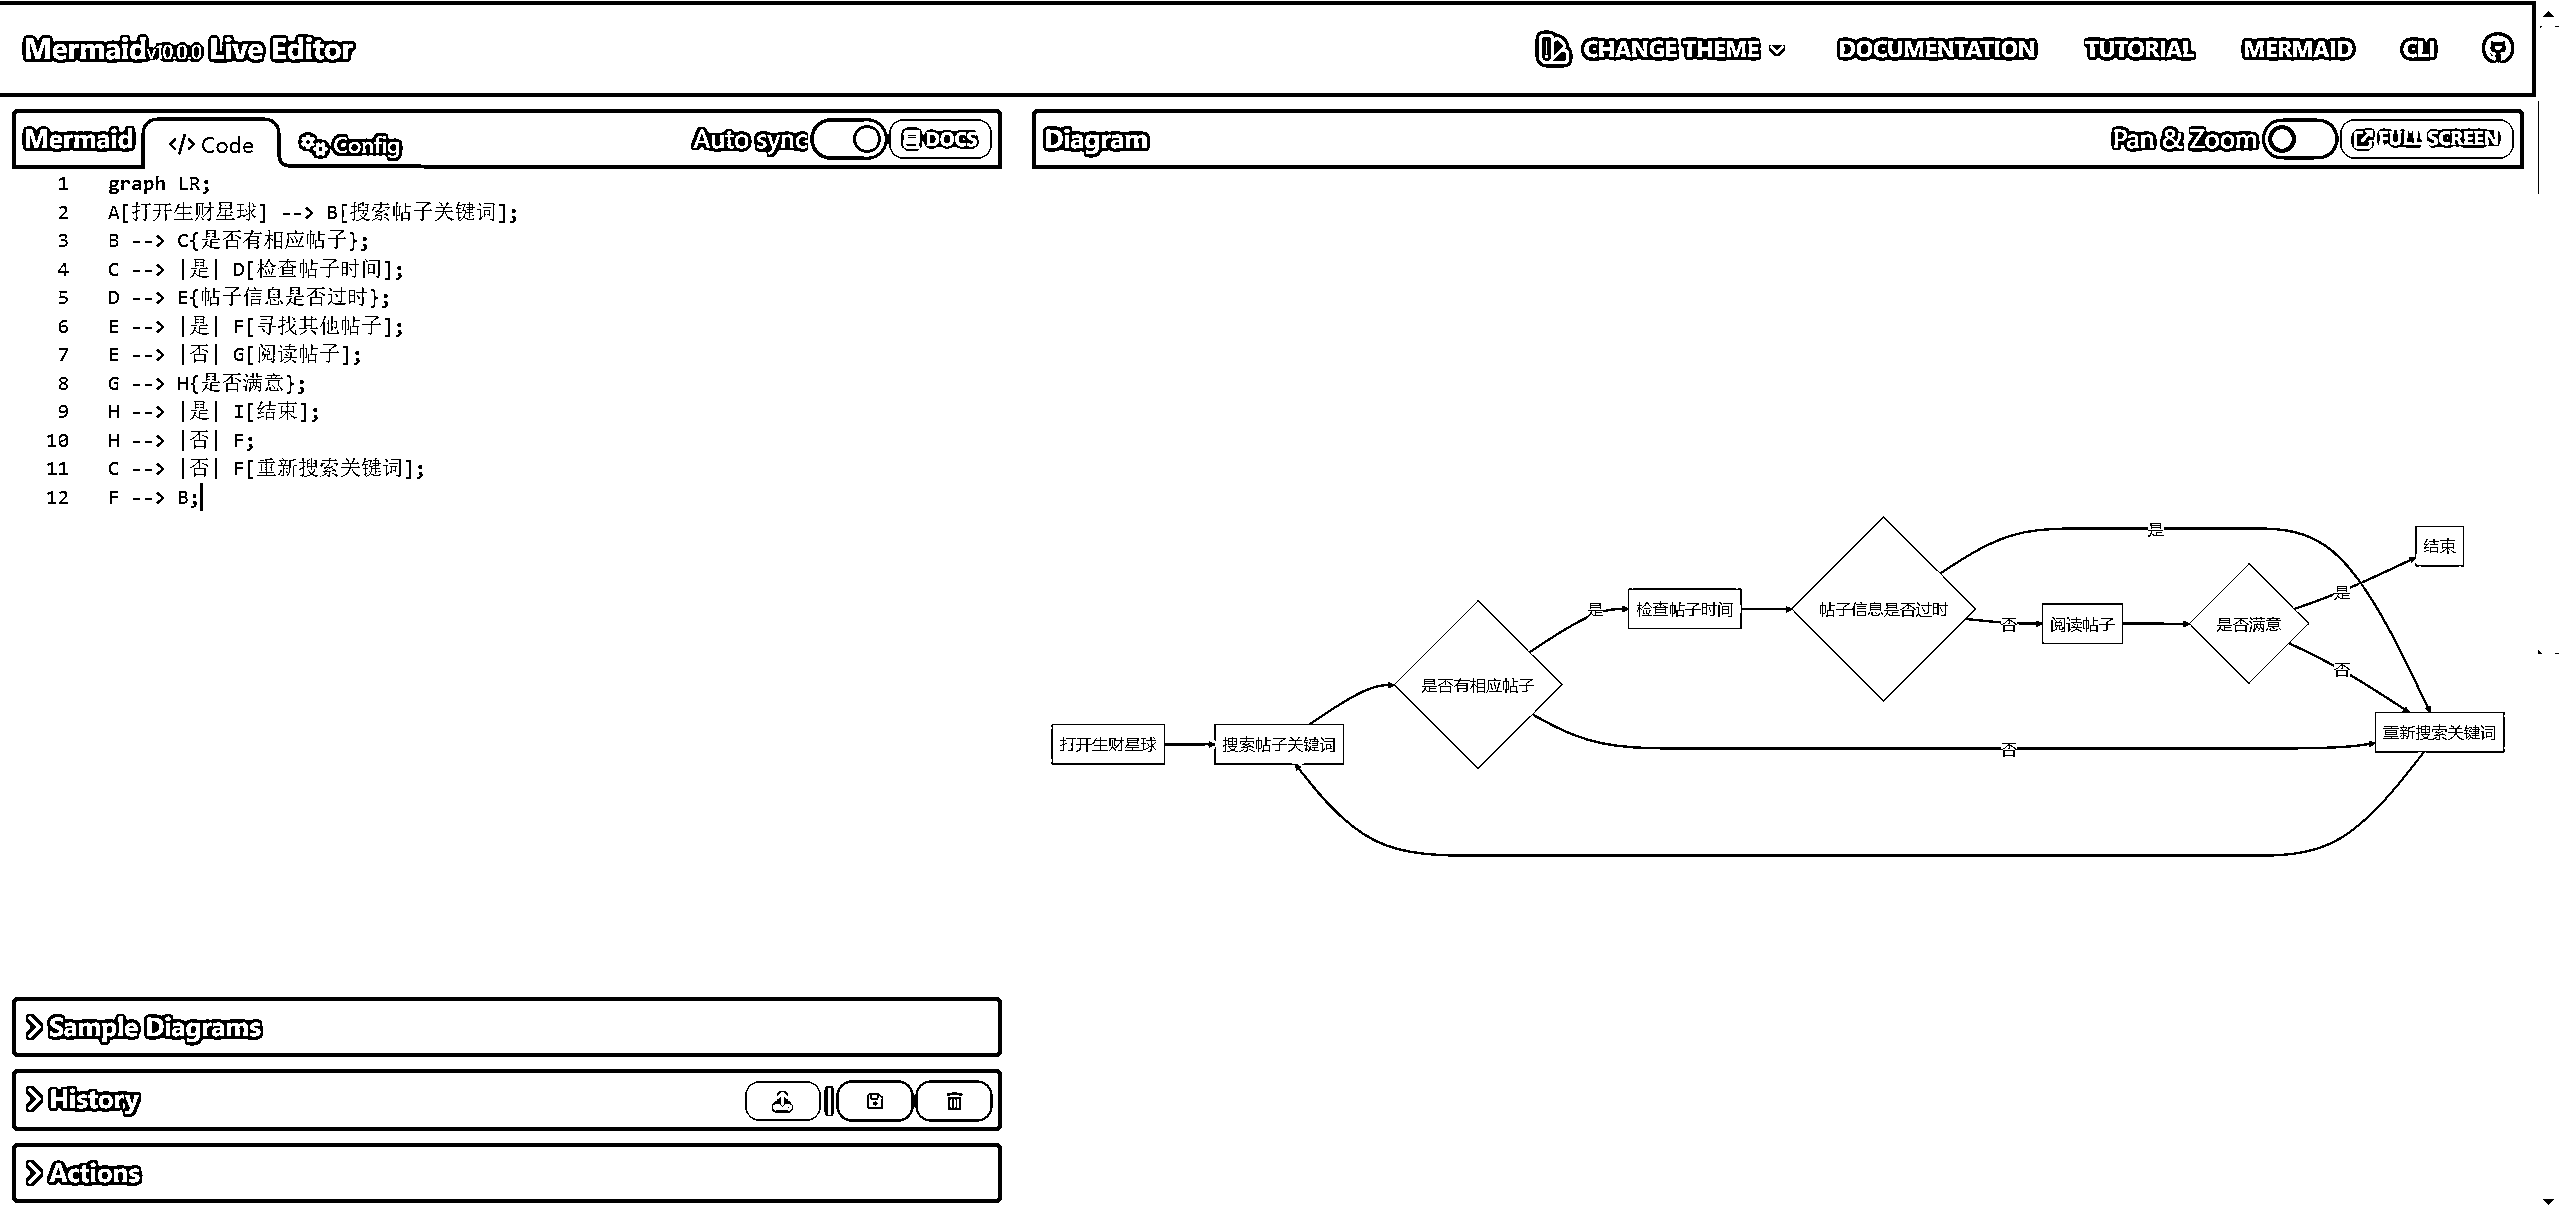 Mermaid v10.0.0 Live Editor
CHANGE THEME
DOCUMENTATION
TUTORIAL
MERMAID
CLI
Mermaid
</> Code
Config
Auto sync
DOCS
1 graph LR;
2 A[打开生财星球] --> B[搜索帖子关键词];
3 B --> C{是否有相应帖子};
4 C --> |是| D[检查帖子时间];
5 D --> E{帖子信息是否过时};
6 E --> |是| F[寻找其他帖子];
7 E --> |否| G[阅读帖子];
8 G --> H{是否满意};
9 H --> |是| I[结束];
10 H --> |否| F;
11 C --> |否| F[重新搜索关键词];
12 F --> B;
Sample Diagrams
History
Actions
Diagram
Pan & Zoom
FULL SCREEN
打开生财星球
搜索帖子关键词
是否有相应帖子
是
检查帖子时间
帖子信息是否过时
是
否
阅读帖子
是否满意
是
结束
否
重新搜索关键词
否